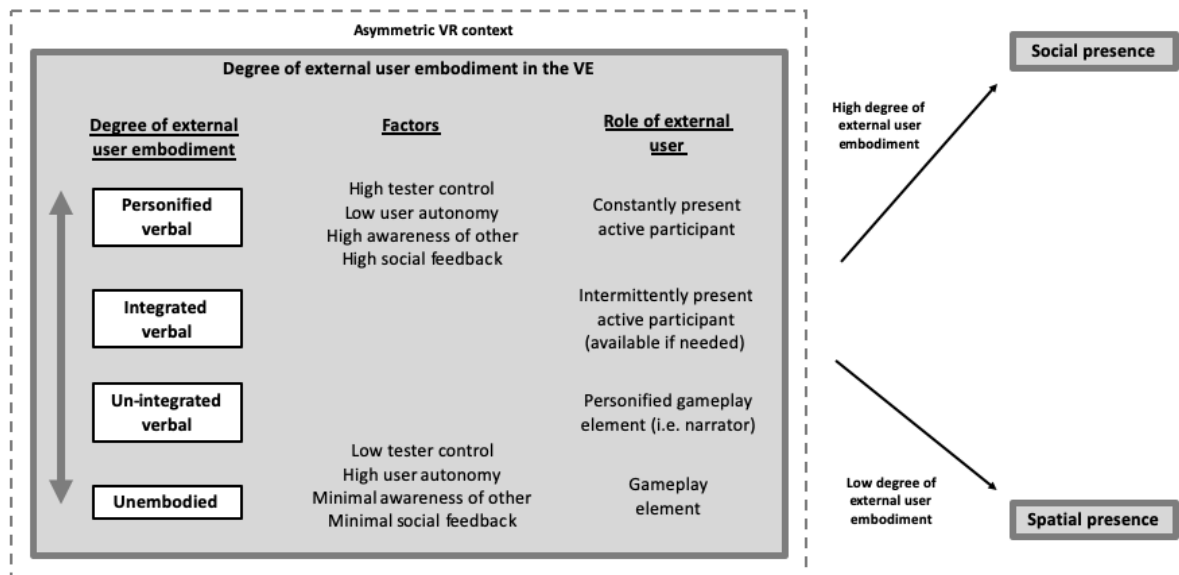 Asymmetric VR context
Degree of external user embodiment in the VE
Degree of external
user embodiment
Factors
Role of external
user
Personified
verbal
High tester control
Low user autonomy
High awareness of other
High social feedback
Constantly present
active participant
Integrated
verbal
Intermittently present
active participant
(available if needed)
Un-integrated
verbal
Personified gameplay
element (i.e. narrator)
Unembodied
Low tester control
High user autonomy
Minimal awareness of other
Minimal social feedback
Gameplay
element
High degree of
external user
embodiment
Social presence
Low degree of
external user
embodiment
Spatial presence